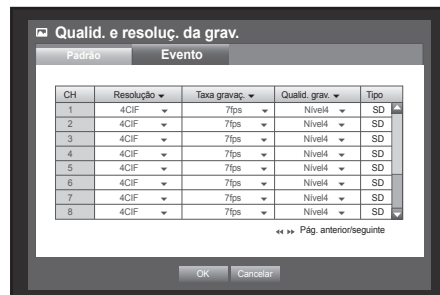 Qualid. e resoluç. da grav.
Padrão Evento
CH Resolução Taxa gravaç. Qualid. grav. Tipo
1 4CIF 7fps Nível4 SD
2 4CIF 7fps Nível4 SD
3 4CIF 7fps Nível4 SD
4 4CIF 7fps Nível4 SD
5 4CIF 7fps Nível4 SD
6 4CIF 7fps Nível4 SD
7 4CIF 7fps Nível4 SD
8 4CIF 7fps Nível4 SD
Pág. anterior/seguinte
OK Cancelar